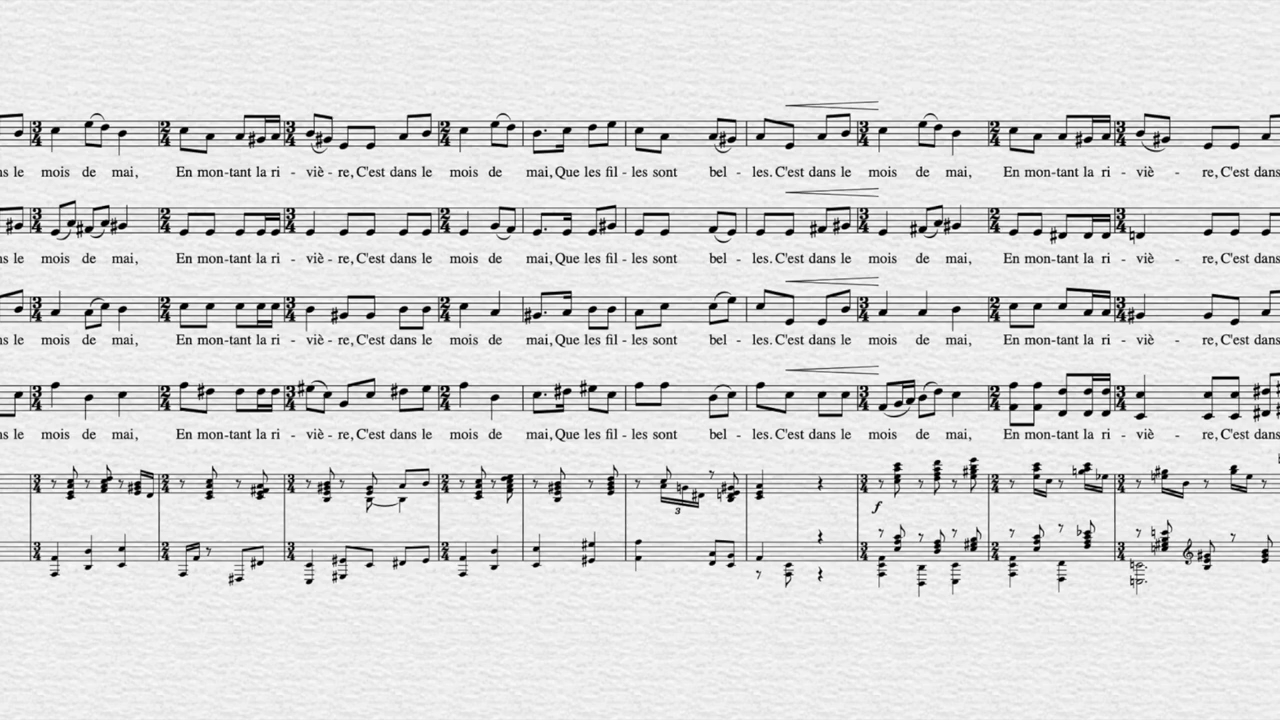 ns le mois de mai, En mon-tant la ri - viè - re, C'est dans le mois de mai, Que les fil - les sont bel - les. C'est dans le mois de mai, En mon-tant la ri - viè - re, C'est dans
ns le mois de mai, En mon-tant la ri - viè - re, C'est dans le mois de mai, Que les fil - les sont bel - les. C'est dans le mois de mai, En mon-tant la ri - viè - re, C'est dans
ns le mois de mai, En mon-tant la ri - viè - re, C'est dans le mois de mai, Que les fil - les sont bel - les. C'est dans le mois de mai, En mon-tant la ri - viè - re, C'est dans
ns le mois de mai, En mon-tant la ri - viè - re, C'est dans le mois de mai, Que les fil - les sont bel - les. C'est dans le mois de mai, En mon-tant la ri - viè - re, C'est dans
f
3